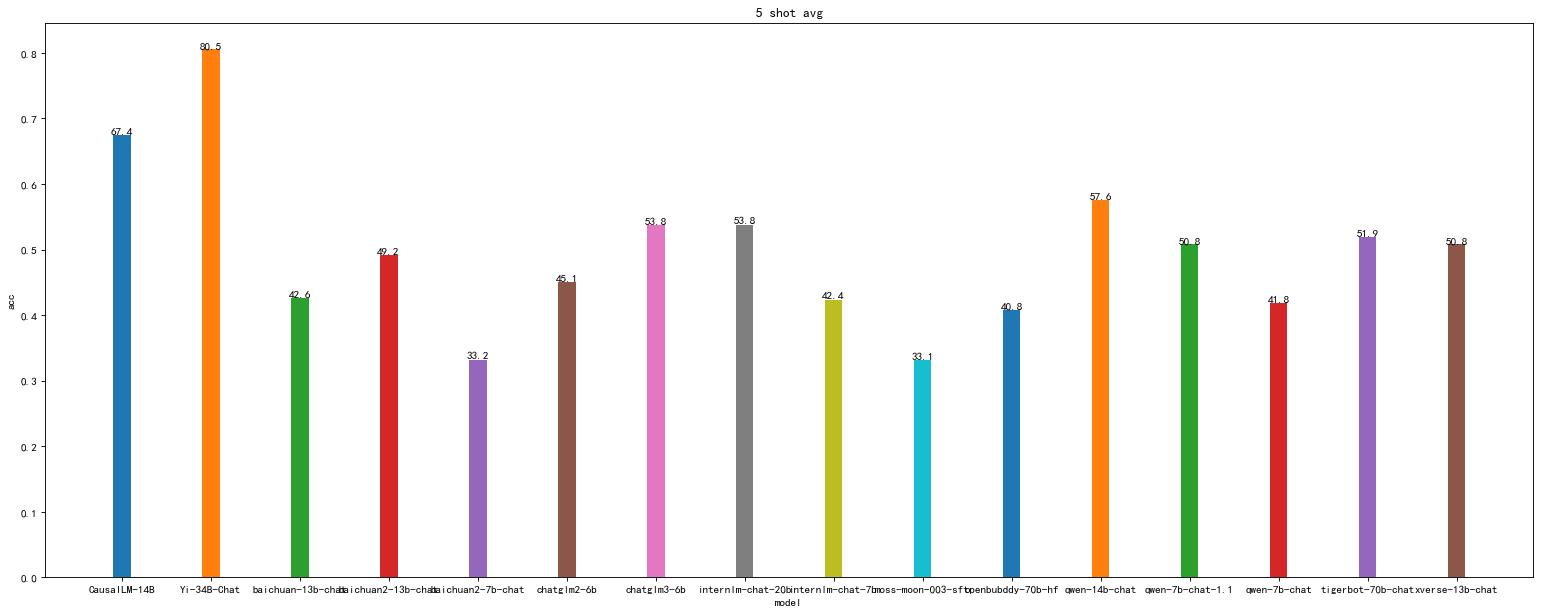 5 shot avg
acc
0.8
0.7
0.6
0.5
0.4
0.3
0.2
0.1
0.0
67.4
80.5
42.6
49.2
33.2
45.1
53.8
53.8
42.4
33.1
40.8
57.6
50.8
41.8
51.9
50.8
CausalLM-14B
Yi-34B-Chat
baichuan-13b-chat
baichuan2-13b-chat
baichuan2-7b-chat
chatglm2-6b
chatglm3-6b
internlm-chat-20b
internlm-chat-7b
moss-moon-003-sft
openbubddy-70b-hf
qwen-14b-chat
qwen-7b-chat-1.1
qwen-7b-chat
tigerbot-70b-chat
xverse-13b-chat
model